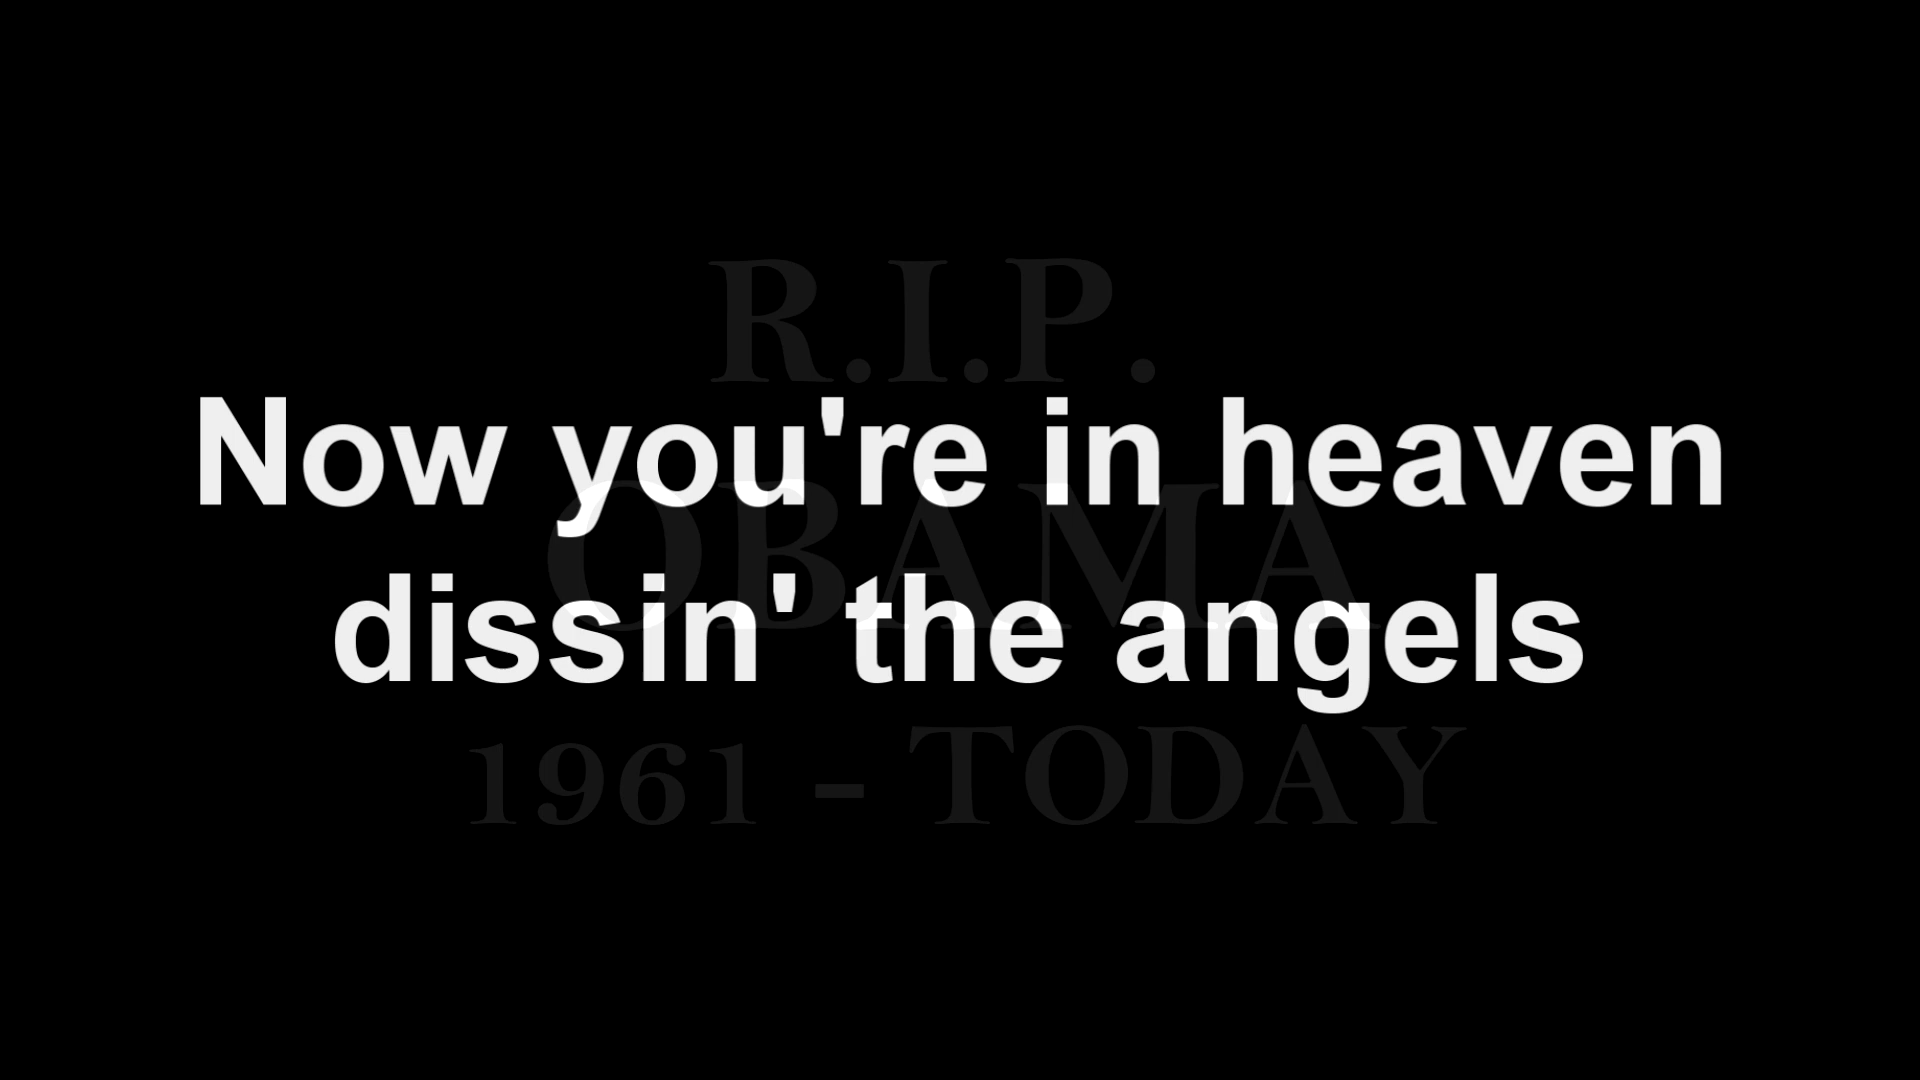 R.I.P.
Now you're in heaven
OBAMA
dissin' the angels
1961 - TODAY